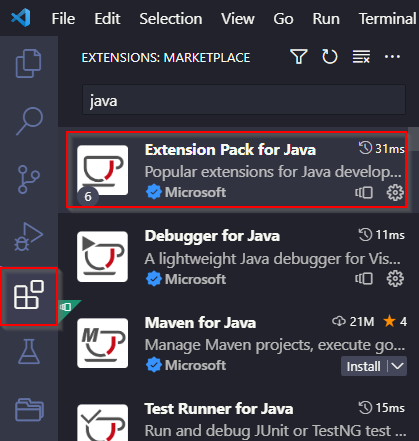 File Edit Selection View Go Run Terminal
EXTENSIONS: MARKETPLACE
java
Extension Pack for Java 31ms
Popular extensions for Java develop...
6 Microsoft
Debugger for Java 11ms
A lightweight Java debugger for Vis...
Microsoft
Maven for Java 21M 4
Manage Maven projects, execute go...
Microsoft Install
Test Runner for Java 15ms
Run and debug JUnit or TestNG test ...